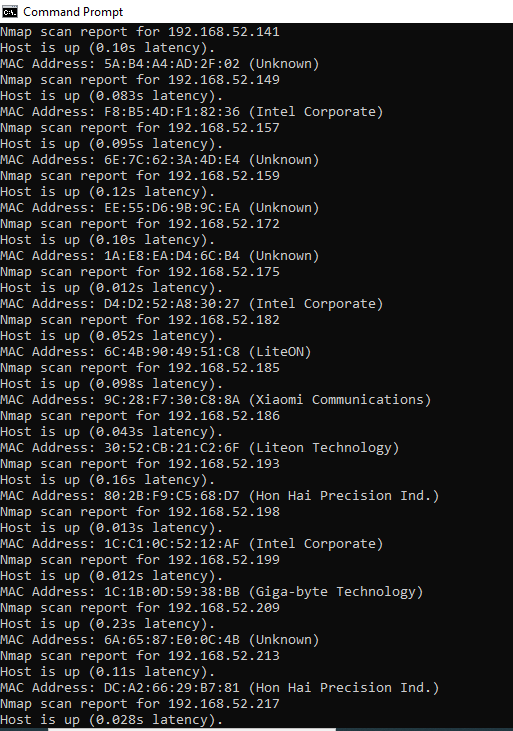 Command Prompt
Nmap scan report for 192.168.52.141
Host is up (0.10s latency).
MAC Address: 5A:B4:A4:AD:2F:02 (Unknown)
Nmap scan report for 192.168.52.149
Host is up (0.083s latency).
MAC Address: F8:B5:4D:F1:82:36 (Intel Corporate)
Nmap scan report for 192.168.52.157
Host is up (0.095s latency).
MAC Address: 6E:7C:62:3A:4D:E4 (Unknown)
Nmap scan report for 192.168.52.159
Host is up (0.12s latency).
MAC Address: EE:55:D6:9B:9C:EA (Unknown)
Nmap scan report for 192.168.52.172
Host is up (0.10s latency).
MAC Address: 1A:E8:EA:D4:6C:B4 (Unknown)
Nmap scan report for 192.168.52.175
Host is up (0.012s latency).
MAC Address: D4:D2:52:A8:30:27 (Intel Corporate)
Nmap scan report for 192.168.52.182
Host is up (0.052s latency).
MAC Address: 6C:4B:90:49:51:C8 (LiteON)
Nmap scan report for 192.168.52.185
Host is up (0.098s latency).
MAC Address: 9C:28:F7:30:C8:8A (Xiaomi Communications)
Nmap scan report for 192.168.52.186
Host is up (0.043s latency).
MAC Address: 30:52:CB:21:C2:6F (Liteon Technology)
Nmap scan report for 192.168.52.193
Host is up (0.16s latency).
MAC Address: 80:2B:F9:C5:68:D7 (Hon Hai Precision Ind.)
Nmap scan report for 192.168.52.198
Host is up (0.013s latency).
MAC Address: 1C:C1:0C:52:12:AF (Intel Corporate)
Nmap scan report for 192.168.52.199
Host is up (0.012s latency).
MAC Address: 1C:1B:0D:59:38:BB (Giga-byte Technology)
Nmap scan report for 192.168.52.209
Host is up (0.23s latency).
MAC Address: 6A:65:87:E0:0C:4B (Unknown)
Nmap scan report for 192.168.52.213
Host is up (0.11s latency).
MAC Address: DC:A2:66:29:B7:81 (Hon Hai Precision Ind.)
Nmap scan report for 192.168.52.217
Host is up (0.028s latency).